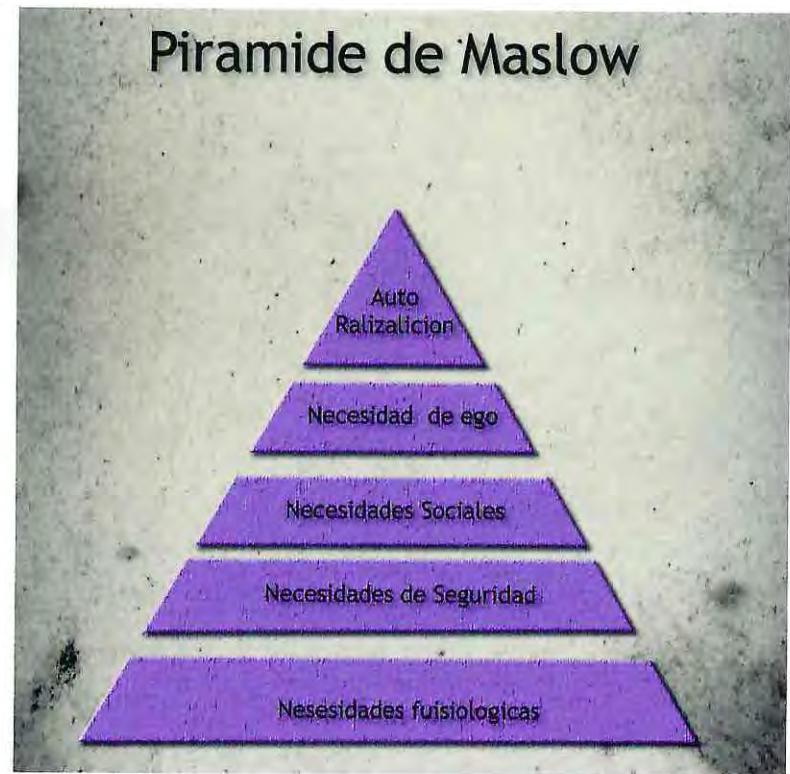 Piramide de Maslow
Auto
Ralizalicion
Necesidad de ego
Necesidades Sociales
Necesidades de Seguridad
Nesesidades fuisiologicas